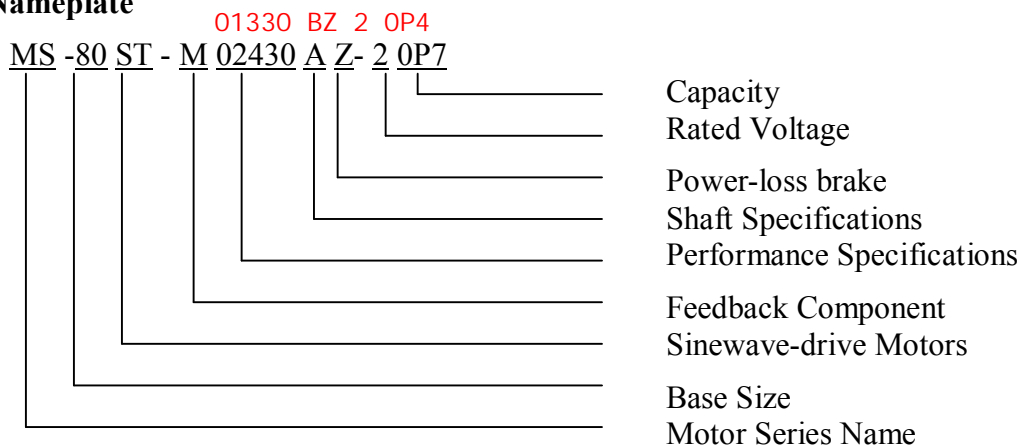 Nameplate
01330 BZ 2 0P4
MS -80 ST - M 02430 A Z- 2 0P7
Capacity
Rated Voltage
Power-loss brake
Shaft Specifications
Performance Specifications
Feedback Component
Sinewave-drive Motors
Base Size
Motor Series Name